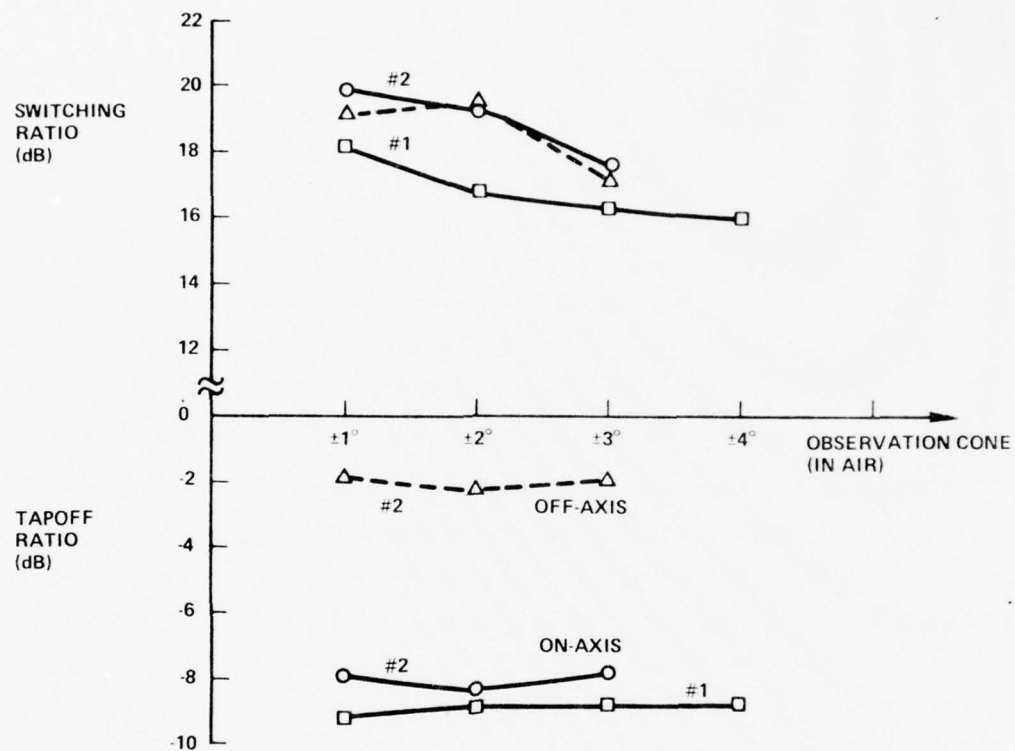 22
20
18
16
14
12
0
-2
-4
-6
-8
-10
SWITCHING
RATIO
(dB)
#2
#1
±1°
±2°
±3°
±4°
OBSERVATION CONE
(IN AIR)
TAPOFF
RATIO
(dB)
#2
OFF-AXIS
ON-AXIS
#2
#1